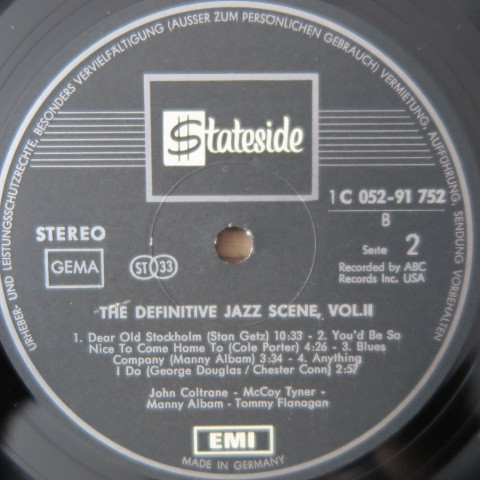 URHEBER- UND LEISTUNGSSCHUTZRECHTE, BESONDERS VERVIELFÄLTIGUNG (AUSSER ZUM PERSÖNLICHEN GEBRAUCH) VERMIETUNG, AUFFÜHRUNG, SENDUNG VORBEHALTEN
$tateside
1 C 052-91 752
B
STEREO
Seite 2
GEMA
ST 33
Recorded by ABC
Records Inc. USA
THE DEFINITIVE JAZZ SCENE, VOL.II
1. Dear Old Stockholm (Stan Getz) 10:33 - 2. You'd Be So
Nice To Come Home To (Cole Porter) 4:26 - 3. Blues
Company (Manny Albam) 3:34 - 4. Anything
I Do (George Douglas / Chester Conn) 2:57
John Coltrane - McCoy Tyner -
Manny Albam - Tommy Flanagan
EMI
MADE IN GERMANY